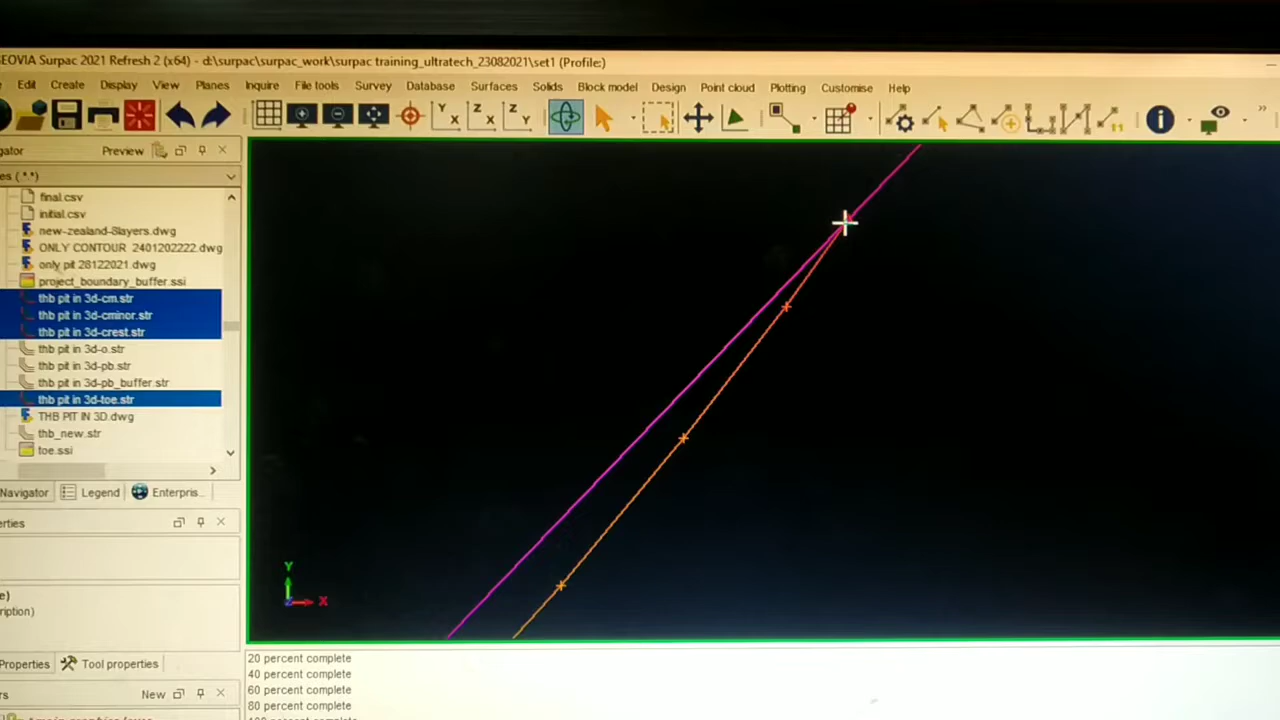 EOVIA Surpac 2021 Refresh 2 (x64) - d:\surpac\surpac_work\surpac training_ultratech_23082021\set1 (Profile:)
Edit Create Display View Planes Inquire File tools Survey Database Surfaces Solids Block model Design Point cloud Plotting Customise Help
Y X Z X Z Y
gator Preview
es (*.*)
final.csv
initial.csv
new-zealand-8layers.dwg
ONLY CONTOUR 2401202222.dwg
only pit 28122021.dwg
project_boundary_buffer.ssi
thb pit in 3d-cm.str
thb pit in 3d-cminor.str
thb pit in 3d-crest.str
thb pit in 3d-o.str
thb pit in 3d-pb.str
thb pit in 3d-pb_buffer.str
thb pit in 3d-toe.str
THB PIT IN 3D.dwg
thb_new.str
toe.ssi
Navigator Legend Enterpris...
erties
e)
ription)
Properties Tool properties
rs New
Y
X
20 percent complete
40 percent complete
60 percent complete
80 percent complete